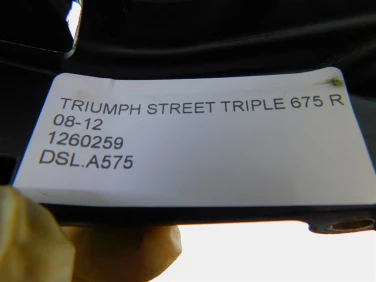 TRIUMPH STREET TRIPLE 675 R
08-12
1260259
DSL.A575